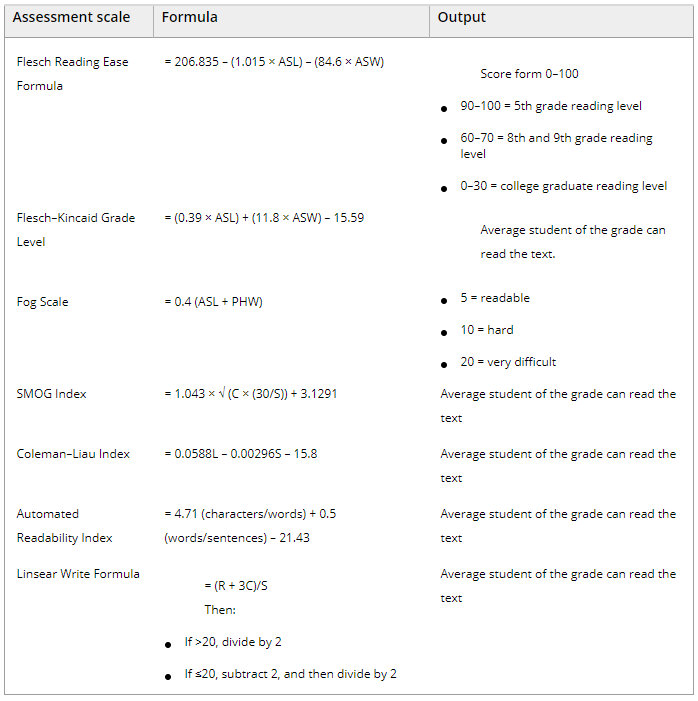 Assessment scale Formula Output
Flesch Reading Ease
Formula
= 206.835 – (1.015 × ASL) – (84.6 × ASW)
Score form 0–100
● 90–100 = 5th grade reading level
● 60–70 = 8th and 9th grade reading
level
● 0–30 = college graduate reading level
Flesch–Kincaid Grade
Level
= (0.39 × ASL) + (11.8 × ASW) – 15.59
Average student of the grade can
read the text.
Fog Scale
= 0.4 (ASL + PHW)
● 5 = readable
● 10 = hard
● 20 = very difficult
SMOG Index
= 1.043 × √ (C × (30/S)) + 3.1291
Average student of the grade can read the
text
Coleman–Liau Index
= 0.0588L – 0.00296S – 15.8
Average student of the grade can read the
text
Automated
Readability Index
= 4.71 (characters/words) + 0.5
(words/sentences) – 21.43
Average student of the grade can read the
text
Linsear Write Formula
= (R + 3C)/S
Then:
● If >20, divide by 2
● If ≤20, subtract 2, and then divide by 2
Average student of the grade can read the
text